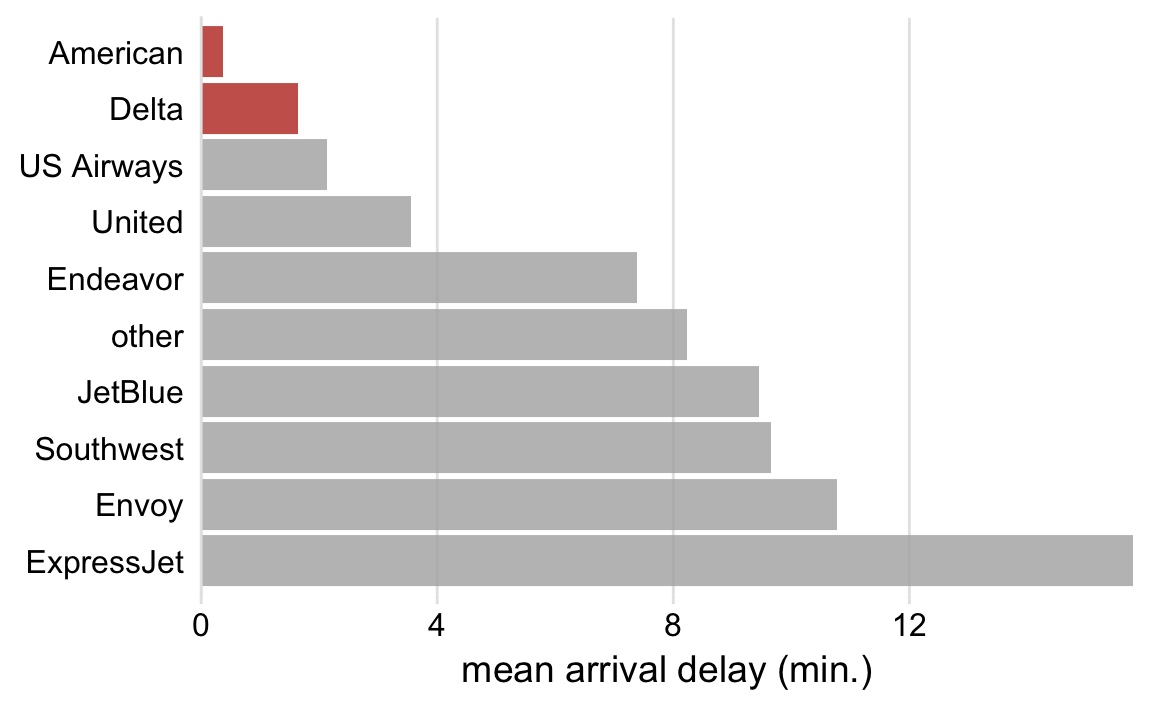 American
Delta
US Airways
United
Endeavor
other
JetBlue
Southwest
Envoy
ExpressJet
0 4 8 12
mean arrival delay (min.)